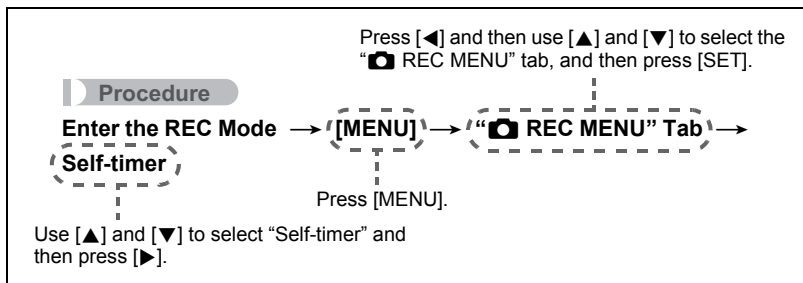 Press [◀] and then use [▲] and [▼] to select the
“📷 REC MENU” tab, and then press [SET].
Procedure
Enter the REC Mode → [MENU] → “📷 REC MENU” Tab →
Self-timer
Press [MENU].
Use [▲] and [▼] to select “Self-timer” and
then press [▶].